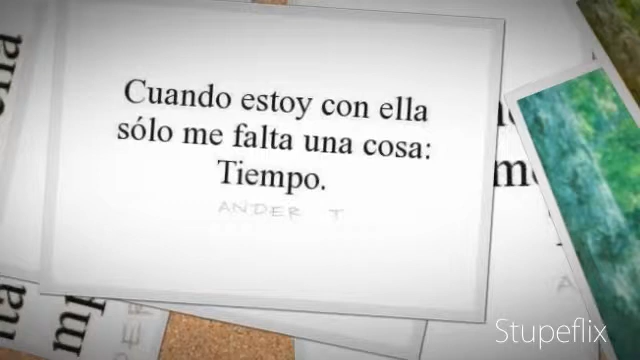 Cuando estoy con ella
sólo me falta una cosa:
Tiempo.
ANDER T
Stupeflix